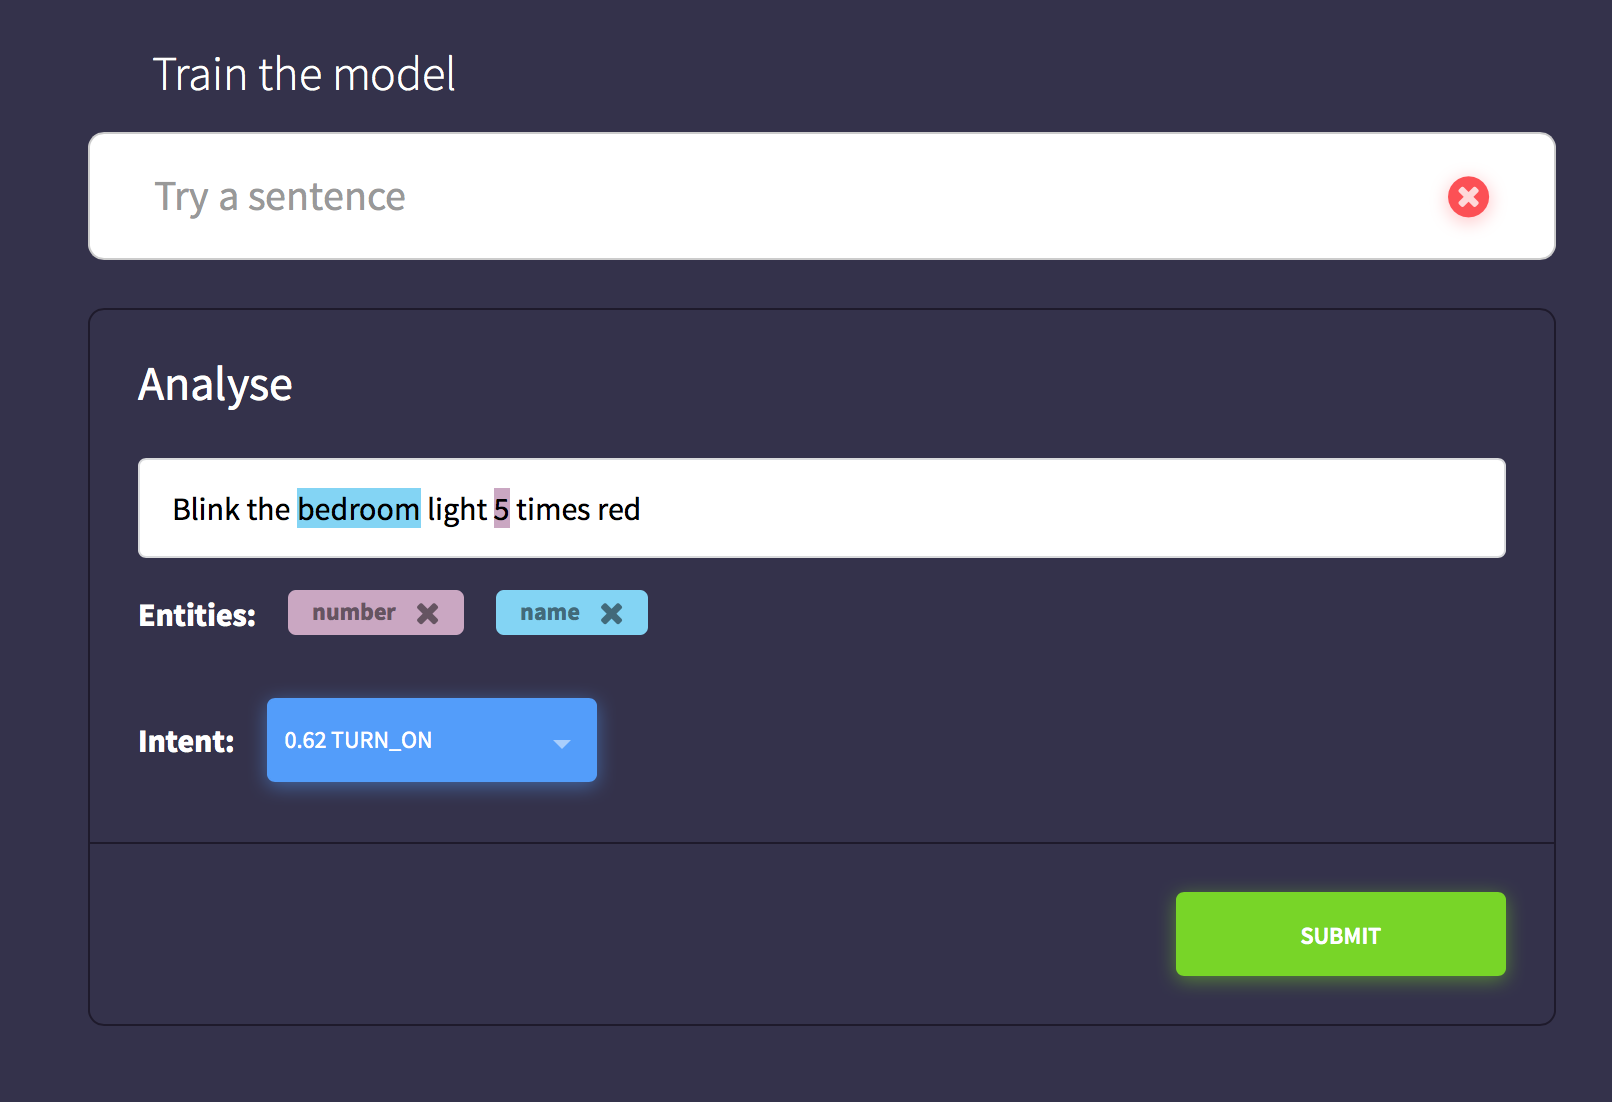 Train the model
Try a sentence
Analyse
Blink the bedroom light 5 times red
Entities: number name
Intent: 0.62 TURN_ON
SUBMIT